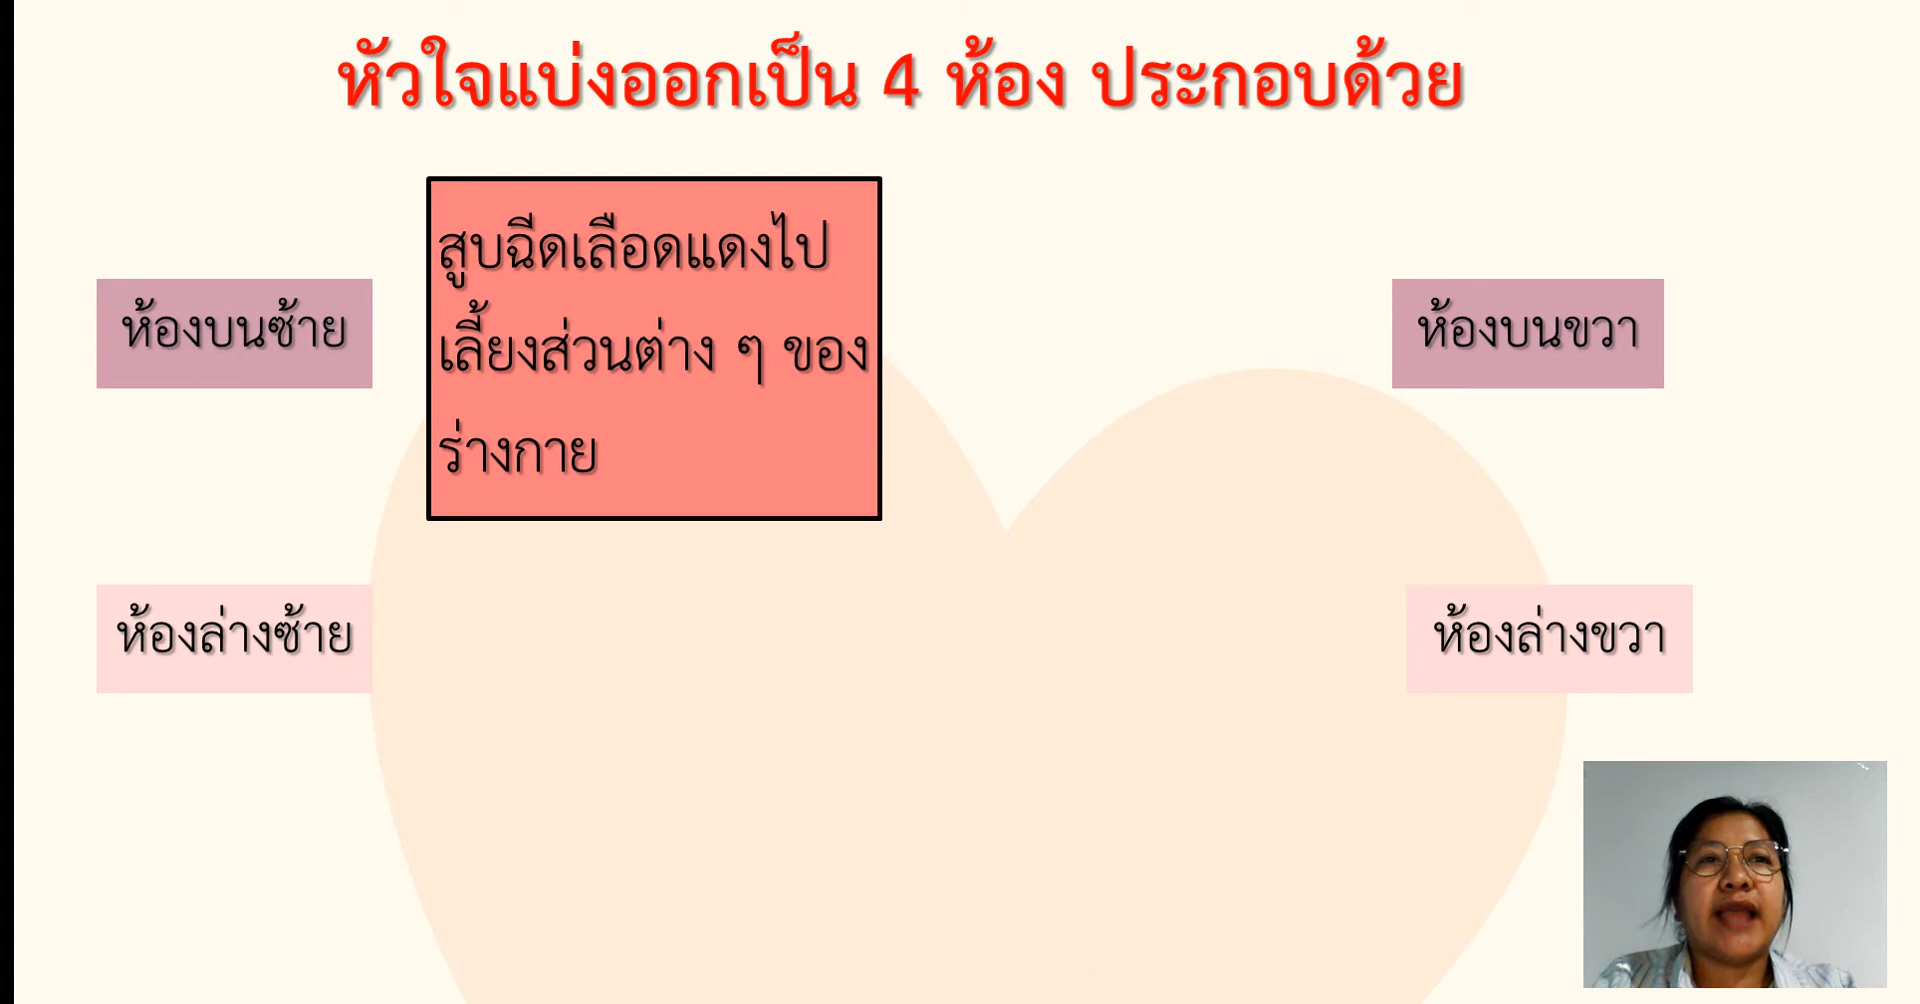 หัวใจแบ่งออกเป็น 4 ห้อง ประกอบด้วย
สูบฉีดเลือดแดงไป
เลี้ยงส่วนต่าง ๆ ของ
ร่างกาย
ห้องบนซ้าย
ห้องบนขวา
ห้องล่างซ้าย
ห้องล่างขวา